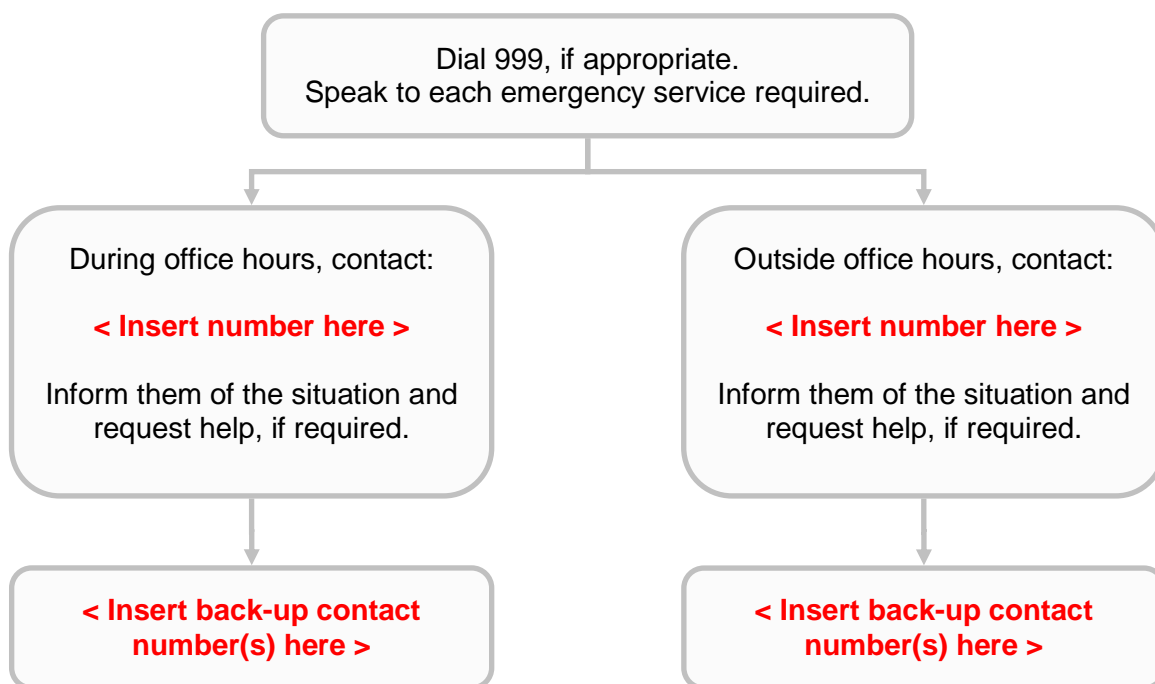 Dial 999, if appropriate.
Speak to each emergency service required.
During office hours, contact:
< Insert number here >
Inform them of the situation and
request help, if required.
Outside office hours, contact:
< Insert number here >
Inform them of the situation and
request help, if required.
< Insert back-up contact
number(s) here >
< Insert back-up contact
number(s) here >